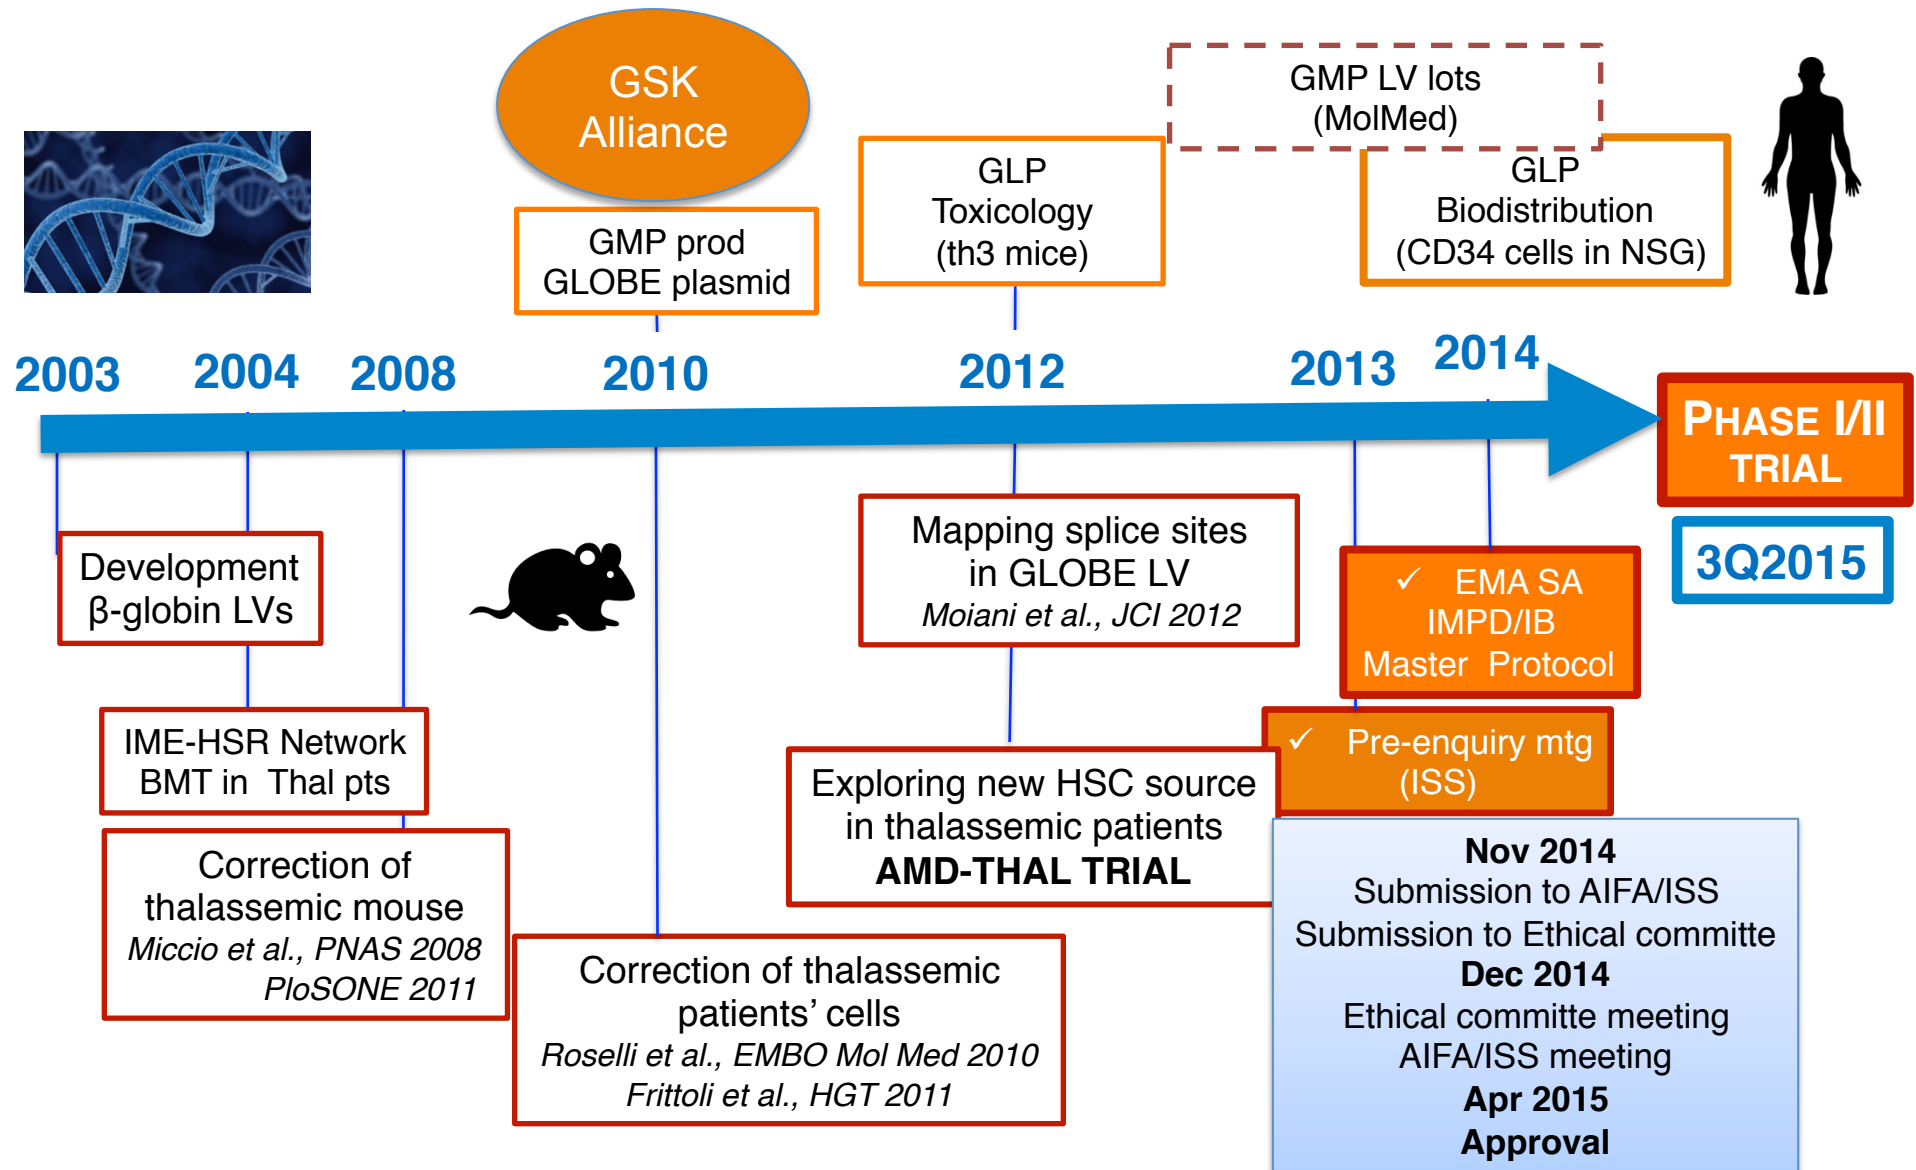 GSK
Alliance
GMP prod
GLOBE plasmid
GLP
Toxicology
(th3 mice)
GMP LV lots
(MolMed)
GLP
Biodistribution
(CD34 cells in NSG)
2003
2004
2008
2010
2012
2013
2014
PHASE I/II
TRIAL
3Q2015
Development
β-globin LVs
IME-HSR Network
BMT in Thal pts
Correction of
thalassemic mouse
Miccio et al., PNAS 2008
PloSONE 2011
Correction of thalassemic
patients’ cells
Roselli et al., EMBO Mol Med 2010
Frittoli et al., HGT 2011
Mapping splice sites
in GLOBE LV
Moiani et al., JCI 2012
Exploring new HSC source
in thalassemic patients
AMD-THAL TRIAL
✓ EMA SA
IMPD/IB
Master Protocol
✓ Pre-enquiry mtg
(ISS)
Nov 2014
Submission to AIFA/ISS
Submission to Ethical committe
Dec 2014
Ethical committe meeting
AIFA/ISS meeting
Apr 2015
Approval